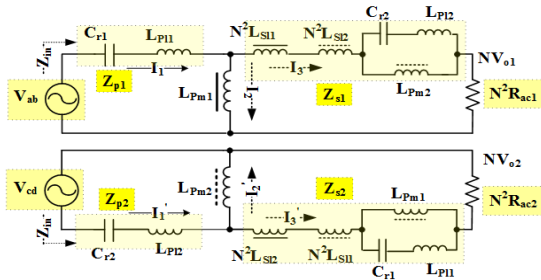 C_r1 L_Pl1 N²L_Sl1 N²L_Sl2 C_r2 L_Pl2
Z_in
Z_p1 I_1 I_3 NV_o1
V_ab L_Pm1 I_2 Z_s1 L_Pm2 N²R_ac1
V_cd Z_p2 L_Pm2 I_2' Z_s2 L_Pm1 NV_o2
I_1' I_3' N²R_ac2
Z_in
C_r2 L_Pl2 N²L_Sl2 N²L_Sl1 C_r1 L_Pl1